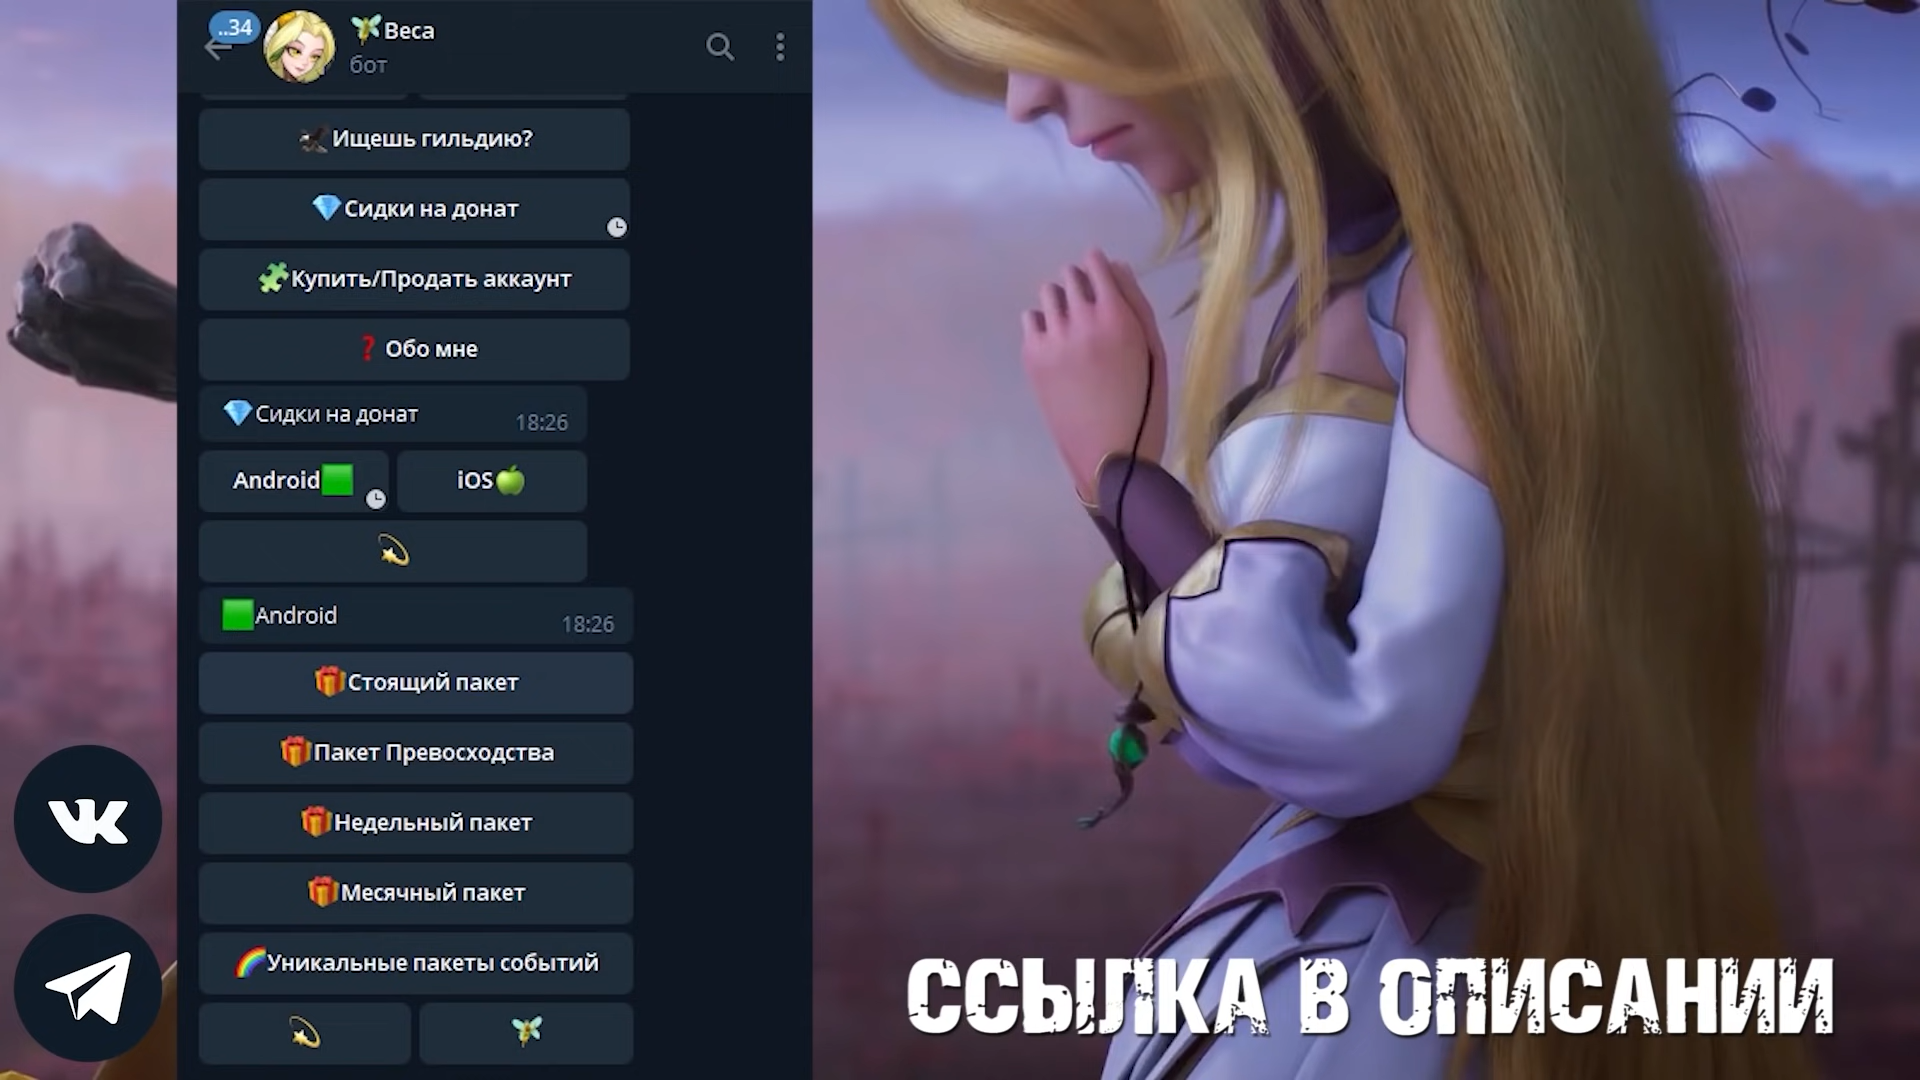 ..34
Веса
бот
Ищешь гильдию?
Сидки на донат
Купить/Продать аккаунт
Обо мне
Сидки на донат
18:26
Android
iOS
Android
18:26
Стоящий пакет
Пакет Превосходства
Недельный пакет
Месячный пакет
Уникальные пакеты событий
ССЫЛКА В ОПИСАНИИ